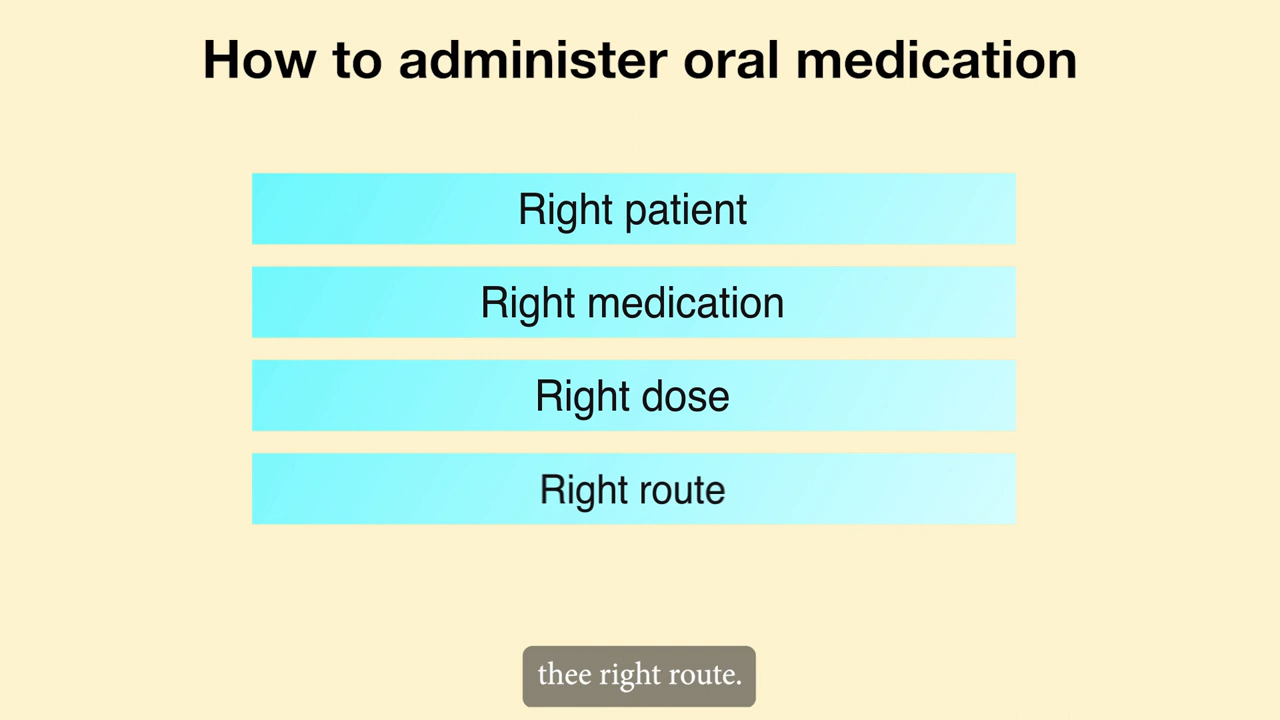 How to administer oral medication
Right patient
Right medication
Right dose
Right route
thee right route.